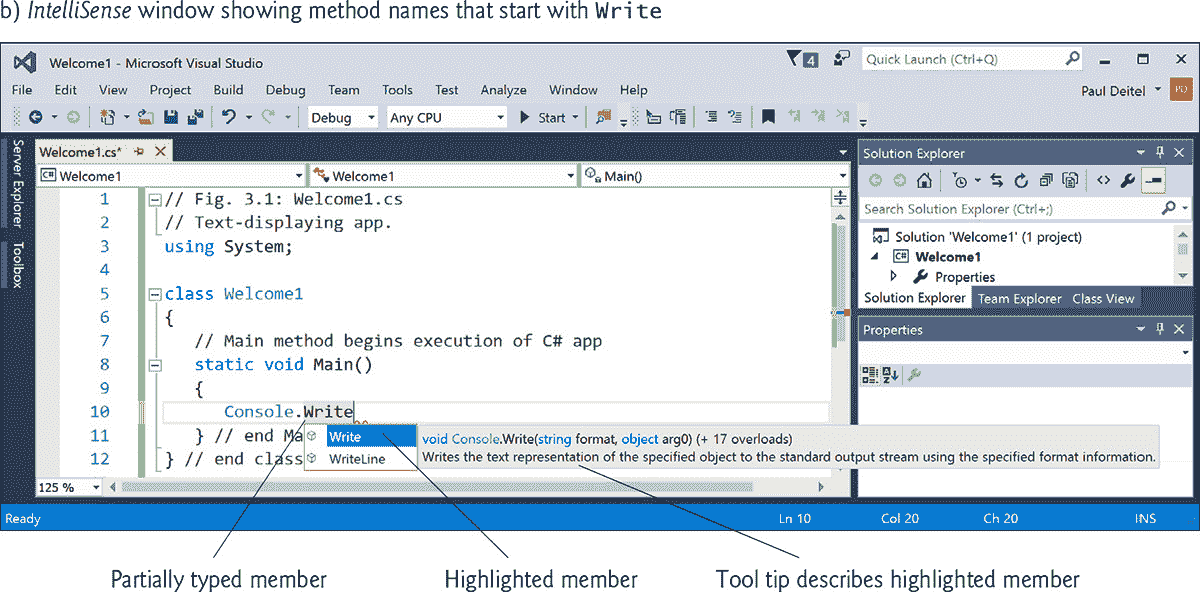 b) IntelliSense window showing method names that start with Write
Welcome1 - Microsoft Visual Studio
4
Quick Launch (Ctrl+Q)
File Edit View Project Build Debug Team Tools Test Analyze Window Help
Paul Deitel PD
Debug Any CPU Start
Server Explorer
Toolbox
Welcome1.cs*
C# Welcome1 Welcome1 Main()
1 // Fig. 3.1: Welcome1.cs
2 // Text-displaying app.
3 using System;
4
5 class Welcome1
6 {
7 // Main method begins execution of C# app
8 static void Main()
9 {
10 Console.Write
11 } // end Ma
12 } // end class
Write
WriteLine
void Console.Write(string format, object arg0) (+ 17 overloads)
Writes the text representation of the specified object to the standard output stream using the specified format information.
125 %
Solution Explorer
Search Solution Explorer (Ctrl+;)
Solution 'Welcome1' (1 project)
C# Welcome1
Properties
Solution Explorer Team Explorer Class View
Properties
Ready Ln 10 Col 20 Ch 20 INS
Partially typed member Highlighted member Tool tip describes highlighted member